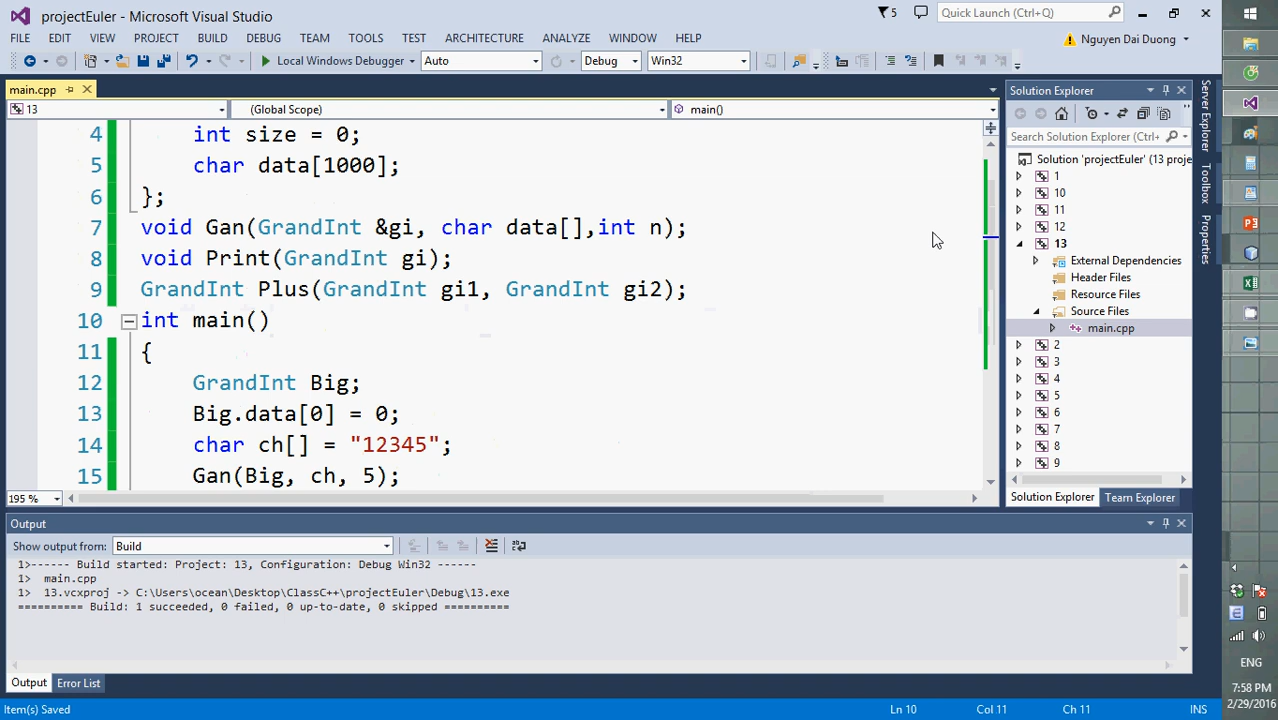 projectEuler - Microsoft Visual Studio
5
Quick Launch (Ctrl+Q)
FILE EDIT VIEW PROJECT BUILD DEBUG TEAM TOOLS TEST ARCHITECTURE ANALYZE WINDOW HELP
Nguyen Dai Duong
Local Windows Debugger Auto Debug Win32
main.cpp
13 (Global Scope) main()
4 int size = 0;
5 char data[1000];
6 };
7 void Gan(GrandInt &gi, char data[],int n);
8 void Print(GrandInt gi);
9 GrandInt Plus(GrandInt gi1, GrandInt gi2);
10 int main()
11 {
12 GrandInt Big;
13 Big.data[0] = 0;
14 char ch[] = "12345";
15 Gan(Big, ch, 5);
195 %
Solution Explorer
Search Solution Explorer (Ctrl+
Solution 'projectEuler' (13 proje
1
10
11
12
13
External Dependencies
Header Files
Resource Files
Source Files
main.cpp
2
3
4
5
6
7
8
9
Solution Explorer Team Explorer
Server Explorer
Toolbox
Properties
Output
Show output from: Build
1>------ Build started: Project: 13, Configuration: Debug Win32 ------
1> main.cpp
1> 13.vcxproj -> C:\Users\ocean\Desktop\ClassC++\projectEuler\Debug\13.exe
========== Build: 1 succeeded, 0 failed, 0 up-to-date, 0 skipped ==========
Output Error List
Item(s) Saved Ln 10 Col 11 Ch 11 INS
ENG
7:58 PM
2/29/2016